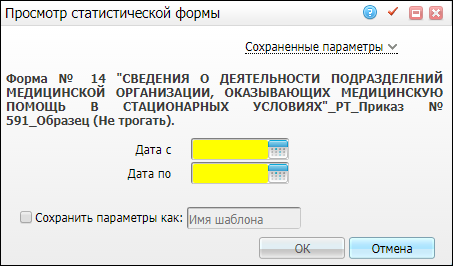 Просмотр статистической формы
Сохраненные параметры
Форма № 14 "СВЕДЕНИЯ О ДЕЯТЕЛЬНОСТИ ПОДРАЗДЕЛЕНИЙ
МЕДИЦИНСКОЙ ОРГАНИЗАЦИИ, ОКАЗЫВАЮЩИХ МЕДИЦИНСКУЮ
ПОМОЩЬ В СТАЦИОНАРНЫХ УСЛОВИЯХ"_РТ_Приказ №
591_Образец (Не трогать).
Дата с
Дата по
Сохранить параметры как: Имя шаблона
ОК Отмена